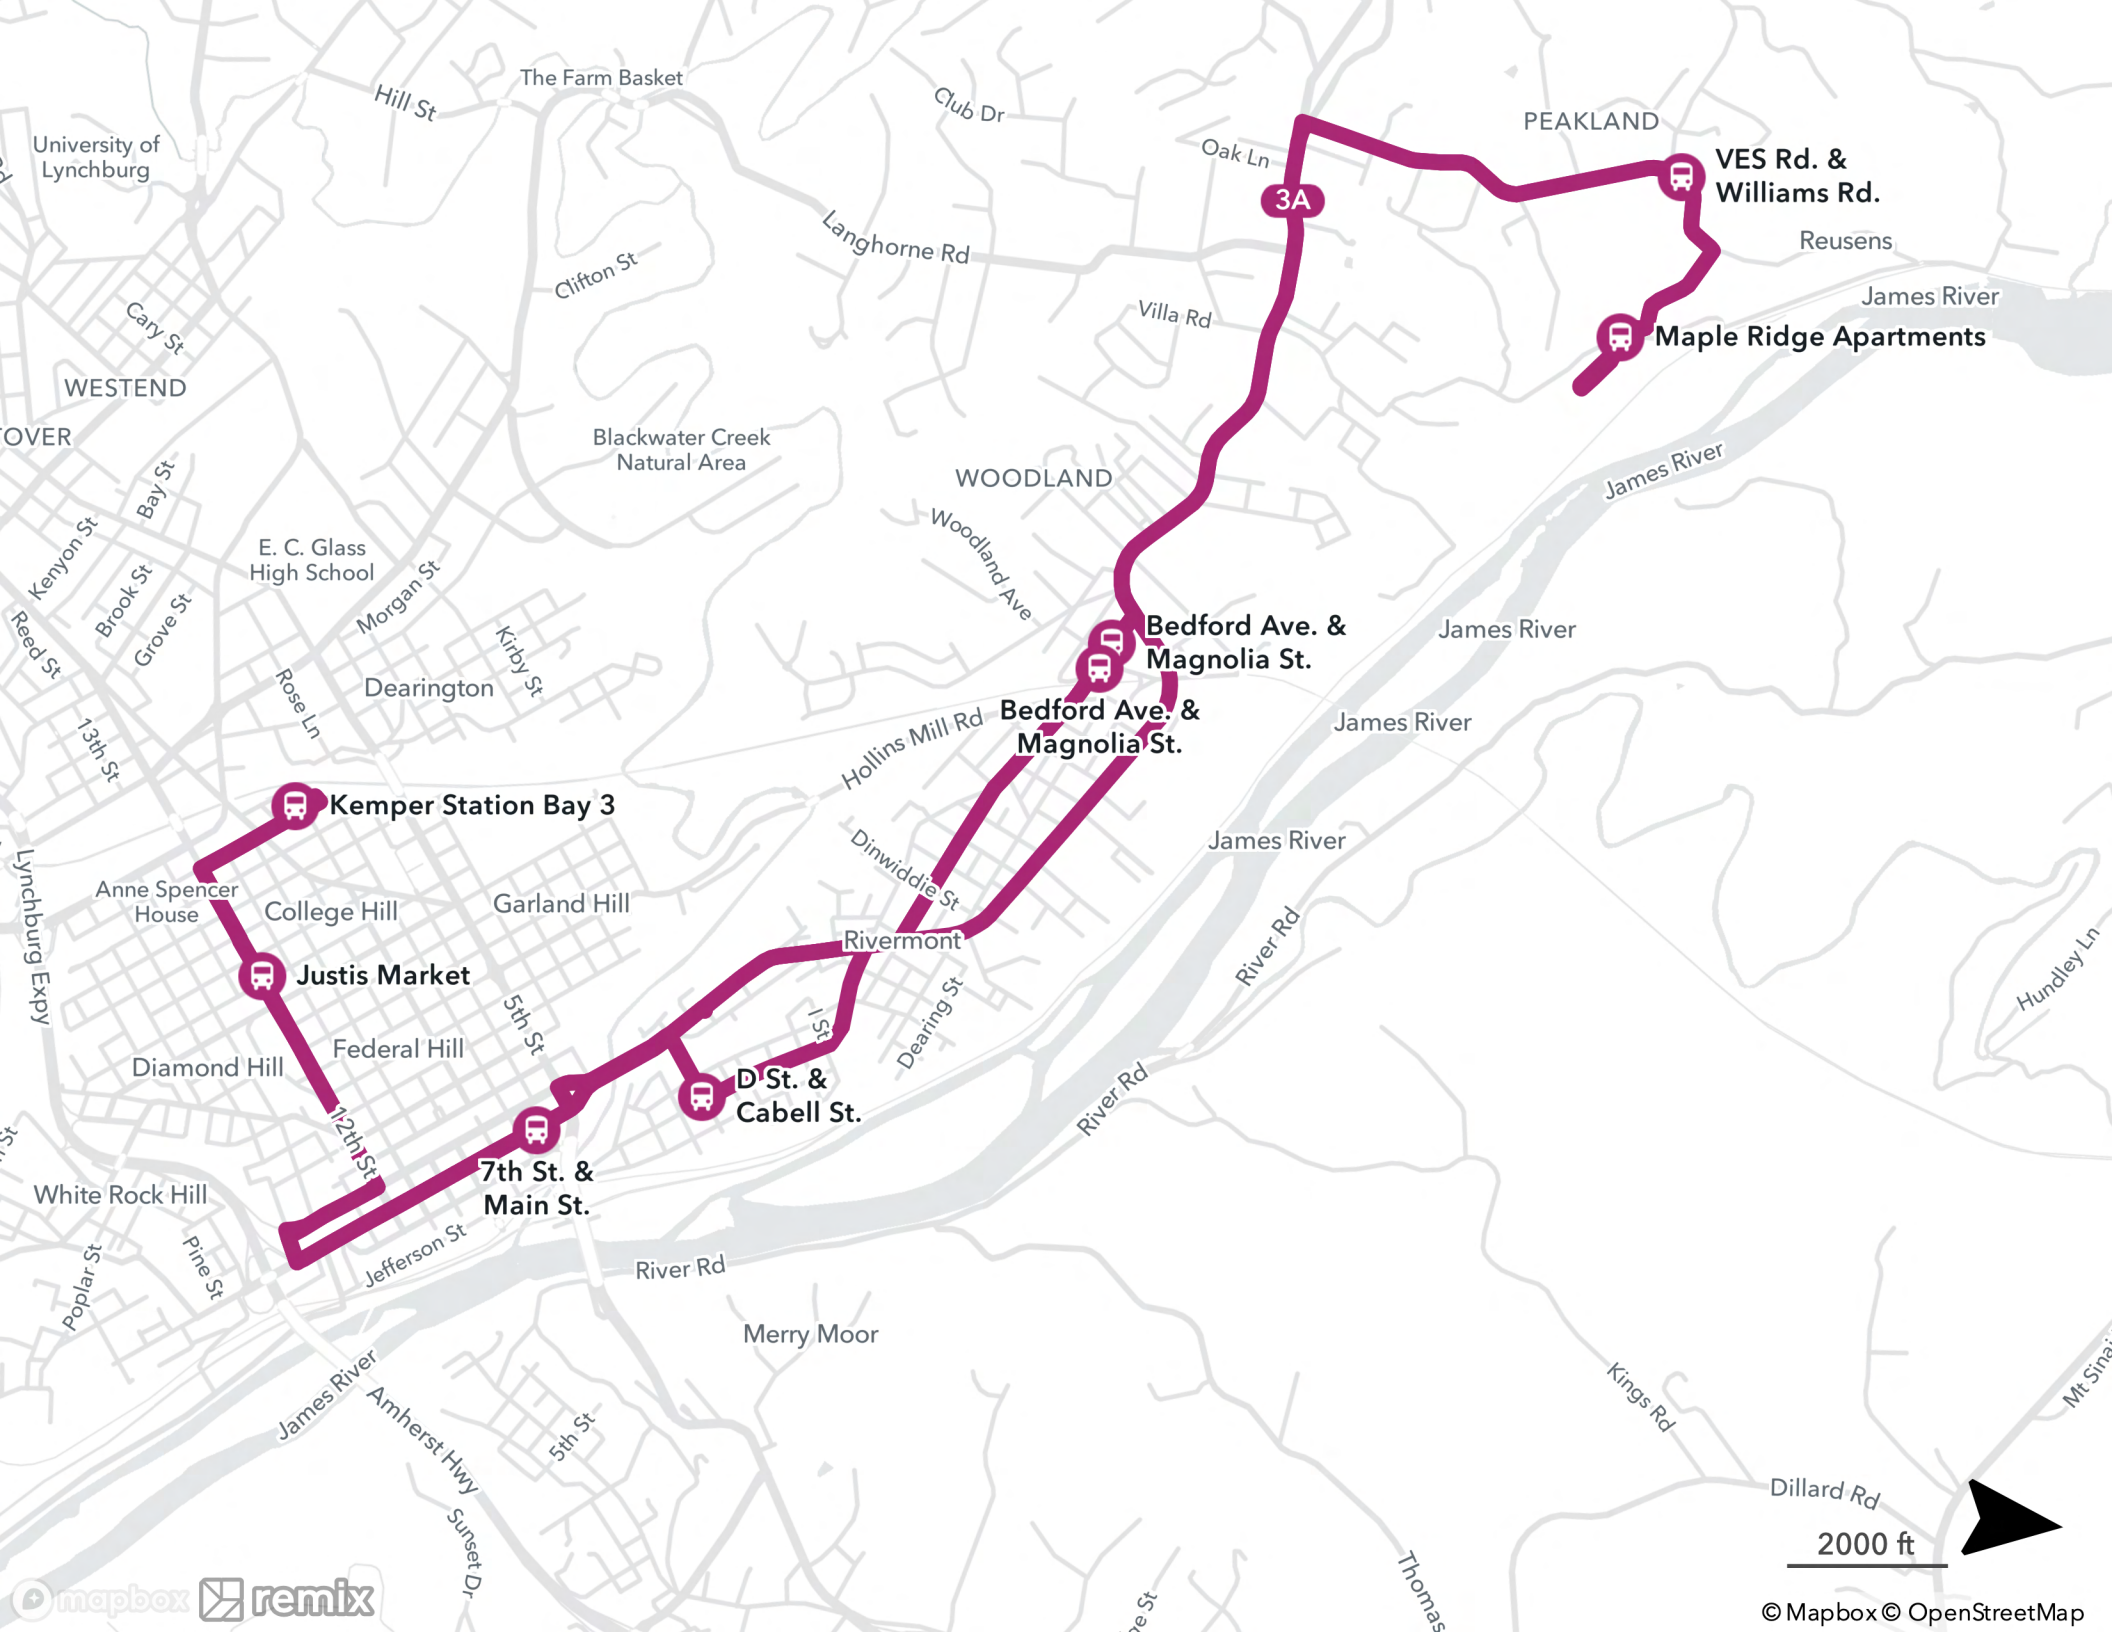 The Farm Basket
Hill St
Club Dr
PEAKLAND
University of
Lynchburg
Oak Ln
VES Rd. &
Williams Rd.
3A
Langhorne Rd
Reusens
Clifton St
James River
Cary St
Villa Rd
Maple Ridge Apartments
WESTEND
TOVER
Blackwater Creek
Natural Area
WOODLAND
James River
Bay St
Woodland Ave
Kenyon St
E. C. Glass
High School
Brook St
Morgan St
Grove St
Reed St
Kirby St
Bedford Ave. &
Magnolia St.
James River
Rose Ln
Dearington
Bedford Ave. &
Magnolia St.
Hollins Mill Rd
James River
13th St
Kemper Station Bay 3
James River
Dinwiddie St
Lynchburg Expy
Anne Spencer
House
College Hill
Garland Hill
Rivermont
River Rd
Hundley Ln
Justis Market
5th St
I St
Dearing St
Federal Hill
Diamond Hill
D St. &
Cabell St.
River Rd
12th St
7th St. &
Main St.
White Rock Hill
Jefferson St
Pine St
Poplar St
River Rd
Merry Moor
James River
Amherst Hwy
5th St
Kings Rd
Mt Sinai
Dillard Rd
Sunset Dr
2000 ft
Thomas
ge St
mapbox
remix
© Mapbox © OpenStreetMap